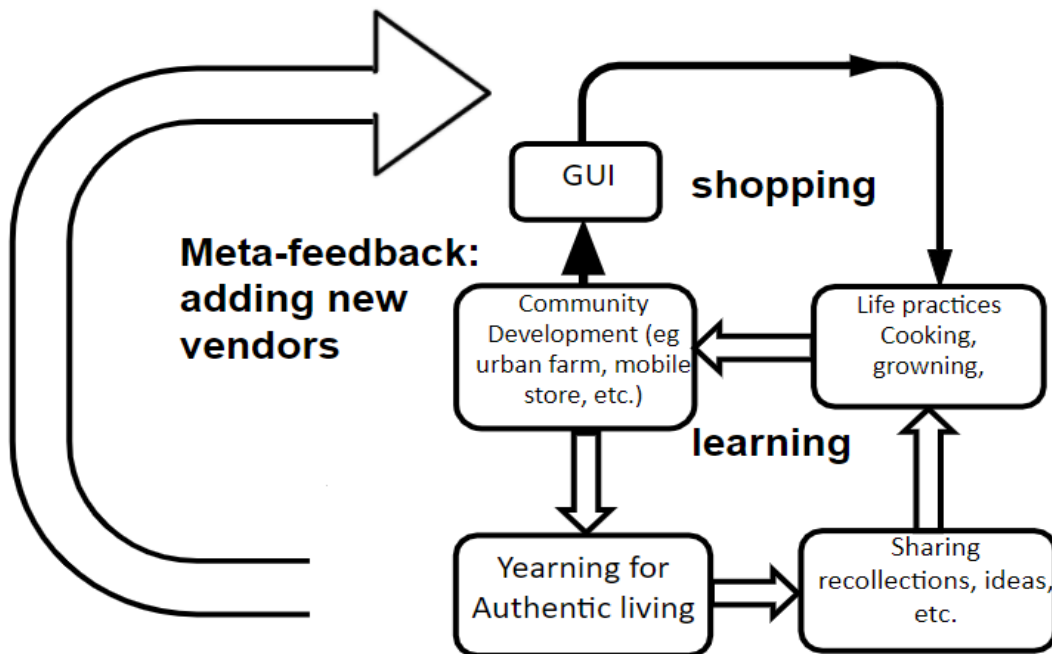 GUI
shopping
Meta-feedback:
adding new
vendors
Community
Development (eg
urban farm, mobile
store, etc.)
Life practices
Cooking,
growning,
learning
Yearning for
Authentic living
Sharing
recollections, ideas,
etc.